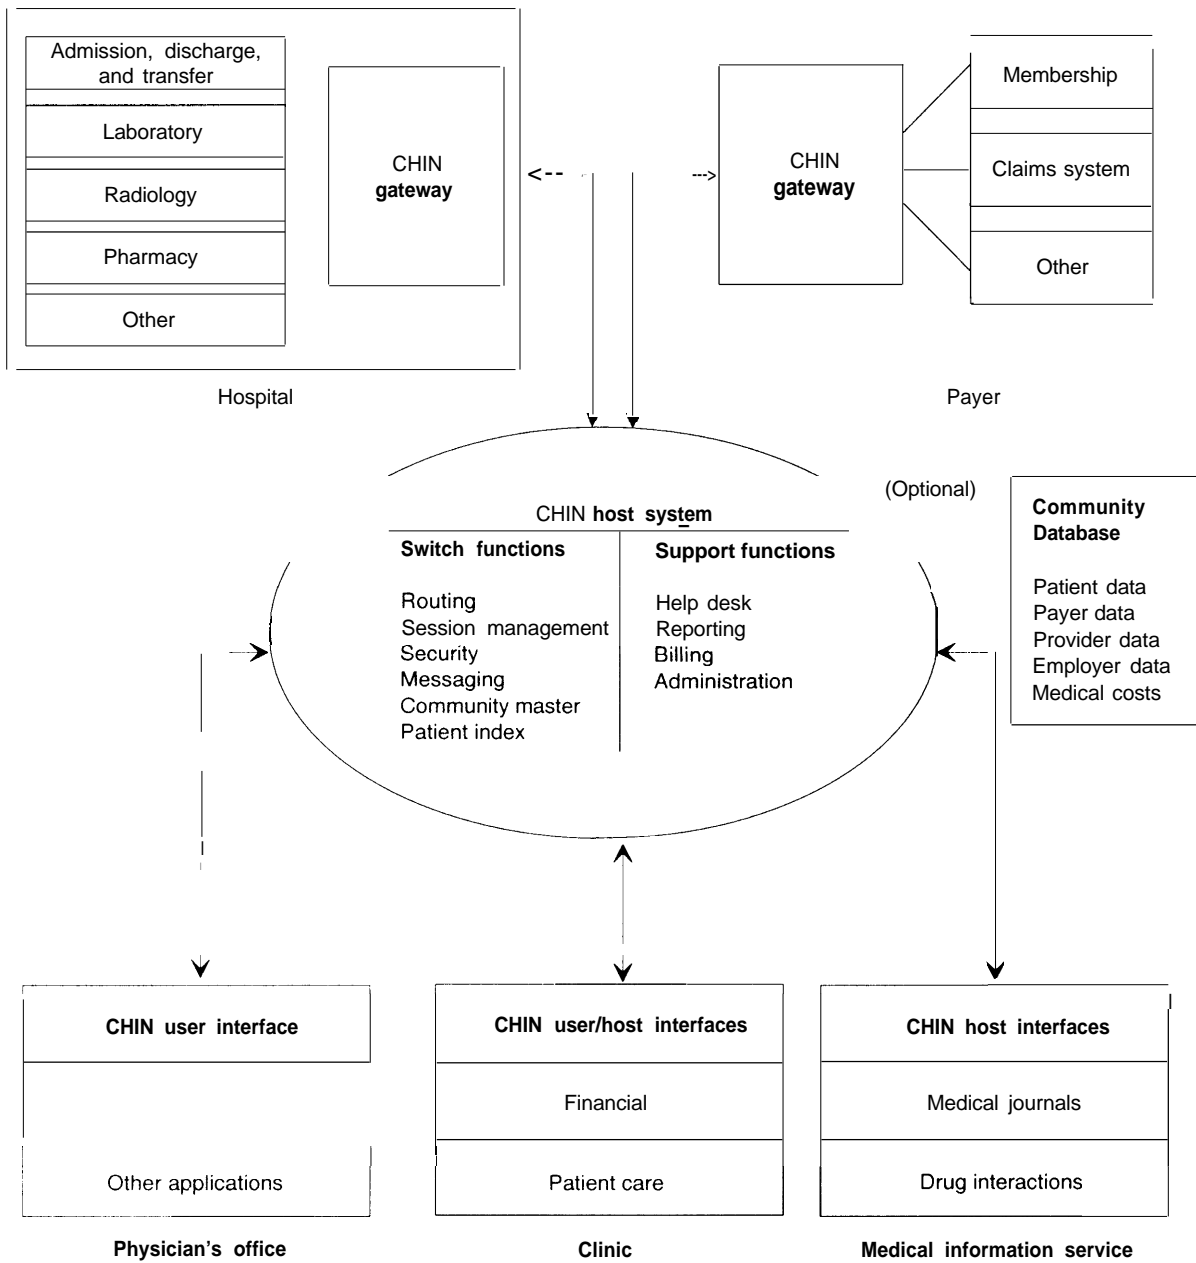 Admission, discharge,
and transfer
Laboratory
Radiology
Pharmacy
Other
CHIN
gateway
Hospital
CHIN
gateway
Membership
Claims system
Other
Payer
CHIN host system
Switch functions
Routing
Session management
Security
Messaging
Community master
Patient index
Support functions
Help desk
Reporting
Billing
Administration
(Optional)
Community
Database
Patient data
Payer data
Provider data
Employer data
Medical costs
CHIN user interface
Other applications
Physician's office
CHIN user/host interfaces
Financial
Patient care
Clinic
CHIN host interfaces
Medical journals
Drug interactions
Medical information service